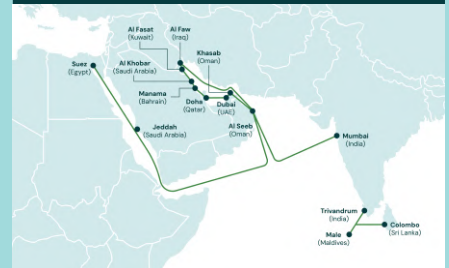 Al Fasat
(Kuwait)
Al Faw
(Iraq)
Khasab
(Oman)
Suez
(Egypt)
Al Khobar
(Saudi Arabia)
Manama
(Bahrain)
Doha
(Qatar)
Dubai
(UAE)
Jeddah
(Saudi Arabia)
Al Seeb
(Oman)
Mumbai
(India)
Trivandrum
(India)
Colombo
(Sri Lanka)
Male
(Maldives)